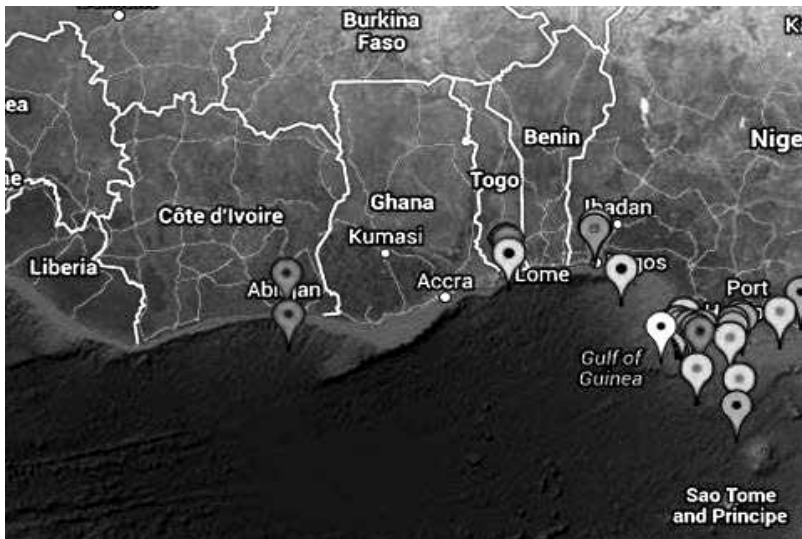 Burkina
Faso
ea
Benin
Nige
Togo
Ghana
Côte d'Ivoire
Ibadan
Kumasi
Liberia
Lome
Accra
Port
Gulf of
Guinea
Sao Tome
and Principe